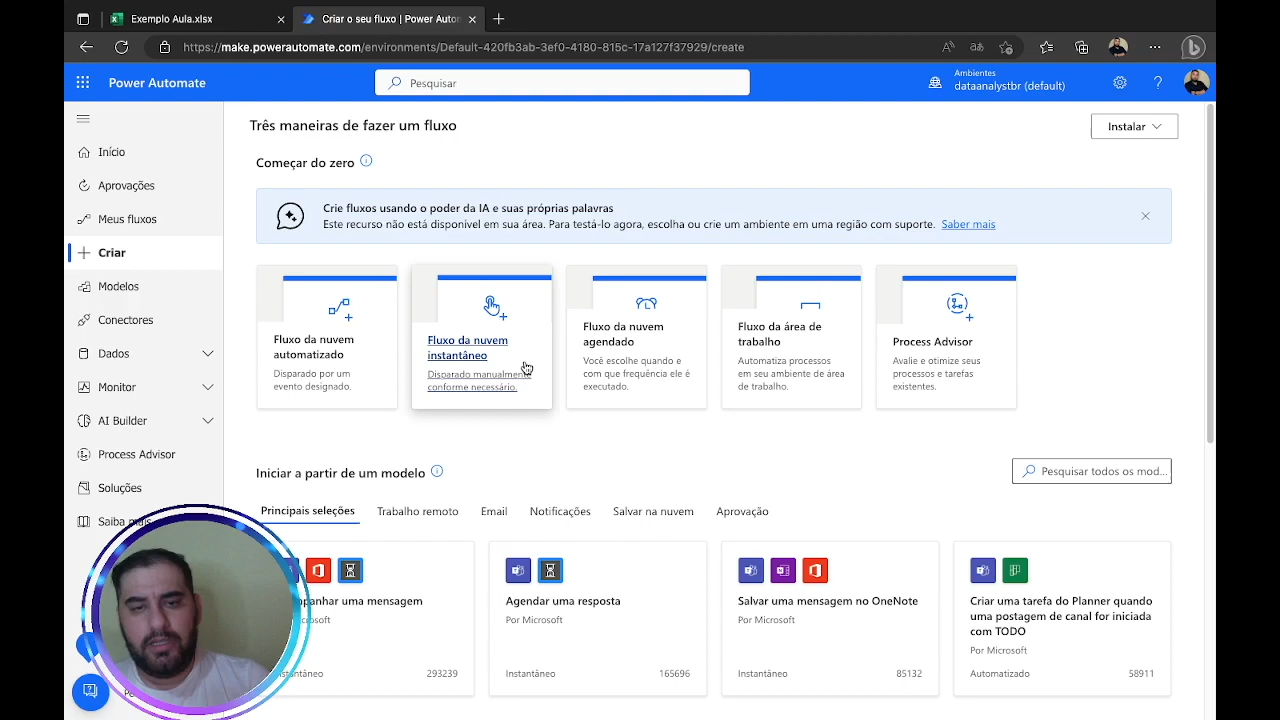 Exemplo Aula.xlsx
Criar o seu fluxo | Power Auto
https://make.powerautomate.com/environments/Default-420fb3ab-3ef0-4180-815c-17a127f37929/create
Power Automate
Pesquisar
Ambientes
dataanalystbr (default)
Início
Aprovações
Meus fluxos
Criar
Modelos
Conectores
Dados
Monitor
AI Builder
Process Advisor
Soluções
Saiba mais
Três maneiras de fazer um fluxo
Instalar
Começar do zero
Crie fluxos usando o poder da IA e suas próprias palavras
Este recurso não está disponível em sua área. Para testá-lo agora, escolha ou crie um ambiente em uma região com suporte. Saber mais
Fluxo da nuvem
automatizado
Disparado por um
evento designado.
Fluxo da nuvem
instantâneo
Disparado manualmente
conforme necessário.
Fluxo da nuvem
agendado
Você escolhe quando e
com que frequência ele é
executado.
Fluxo da área de
trabalho
Automatiza processos
em seu ambiente de área
de trabalho.
Process Advisor
Avalie e otimize seus
processos e tarefas
existentes.
Iniciar a partir de um modelo
Pesquisar todos os mod...
Principais seleções
Trabalho remoto
Email
Notificações
Salvar na nuvem
Aprovação
uma mensagem
293239
Agendar uma resposta
Por Microsoft
Instantâneo
165696
Salvar uma mensagem no OneNote
Por Microsoft
Instantâneo
85132
Criar uma tarefa do Planner quando
uma postagem de canal for iniciada
com TODO
Por Microsoft
Automatizado
58911